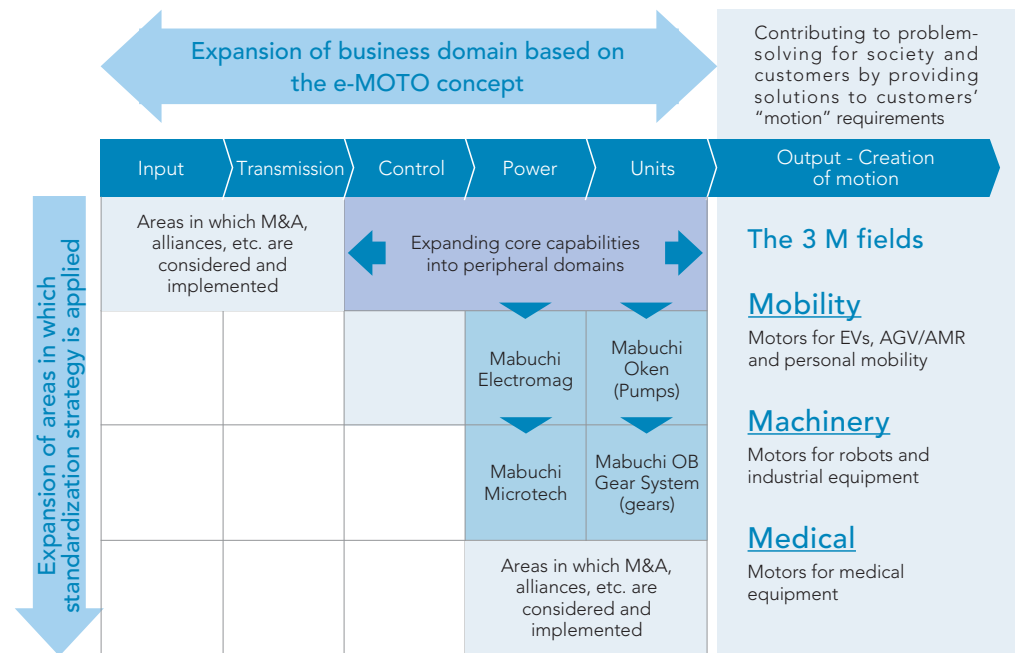 Expansion of business domain based on
the e-MOTO concept
Contributing to problem-
solving for society and
customers by providing
solutions to customers’
“motion” requirements
Input
Transmission
Control
Power
Units
Output - Creation
of motion
Expansion of areas in which
standardization strategy is applied
Areas in which M&A,
alliances, etc. are
considered and
implemented
Expanding core capabilities
into peripheral domains
Mabuchi
Electromag
Mabuchi
Oken
(Pumps)
Mabuchi
Microtech
Mabuchi OB
Gear System
(gears)
Areas in which M&A,
alliances, etc. are
considered and
implemented
The 3 M fields
Mobility
Motors for EVs, AGV/AMR
and personal mobility
Machinery
Motors for robots and
industrial equipment
Medical
Motors for medical
equipment